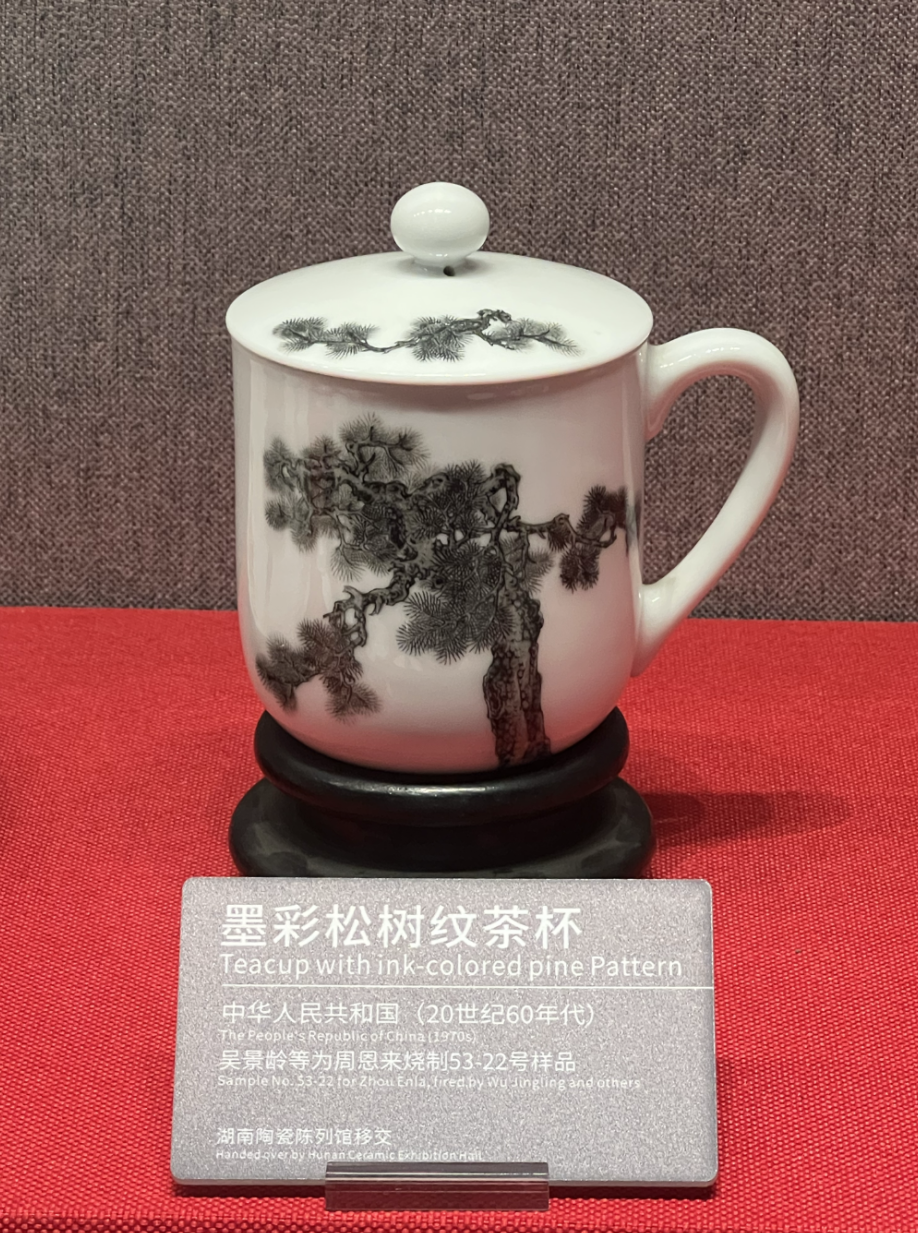 墨彩松树纹茶杯
Teacup with ink-colored pine Pattern
中华人民共和国（20世纪60年代）
The People's Republic of China (1970s)
吴景龄等为周恩来烧制53-22号样品
Sample No. 53-22 for Zhou Enla, fired by Wu Jingling and others
湖南陶瓷陈列馆移交
Handed over by Hunan Ceramic Exhibition Hall